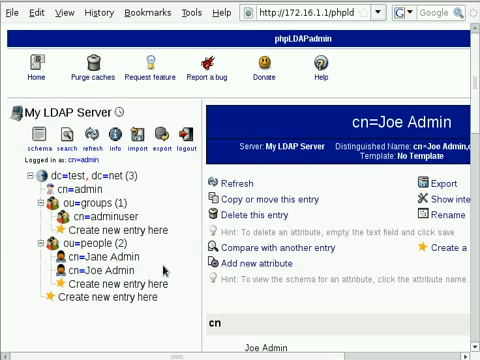 File Edit View History Bookmarks Tools Help http://172.16.1.1/phpld Google
phpLDAPadmin
Home Purge caches Request feature Report a bug Donate Help
My LDAP Server
schema search refresh info import export logout
Logged in as: cn=admin
dc=test, dc=net (3)
cn=admin
ou=groups (1)
cn=adminuser
Create new entry here
ou=people (2)
cn=Jane Admin
cn=Joe Admin
Create new entry here
Create new entry here
cn=Joe Admin
Server: My LDAP Server Distinguished Name: cn=Joe Admin,
Template: No Template
Refresh Export
Copy or move this entry Show inte
Delete this entry Rename
Hint: To delete an attribute, empty the text field and click save.
Compare with another entry Create a
Add new attribute
Hint: To view the schema for an attribute, click the attribute name.
cn
Joe Admin